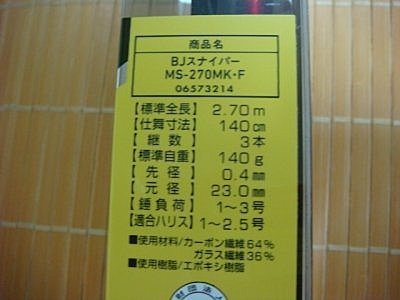 商品名
BJスナイパー
MS-270MK・F
06573214
【標準全長】 2.70m
【仕舞寸法】 140cm
【継数】 3本
【標準自重】 140g
【先径】 0.4mm
【元径】 23.0mm
【錘負荷】 1〜3号
【適合ハリス】 1〜2.5号
■使用材料/カーボン繊維64%
ガラス繊維36%
■使用樹脂/エポキシ樹脂
財団法人